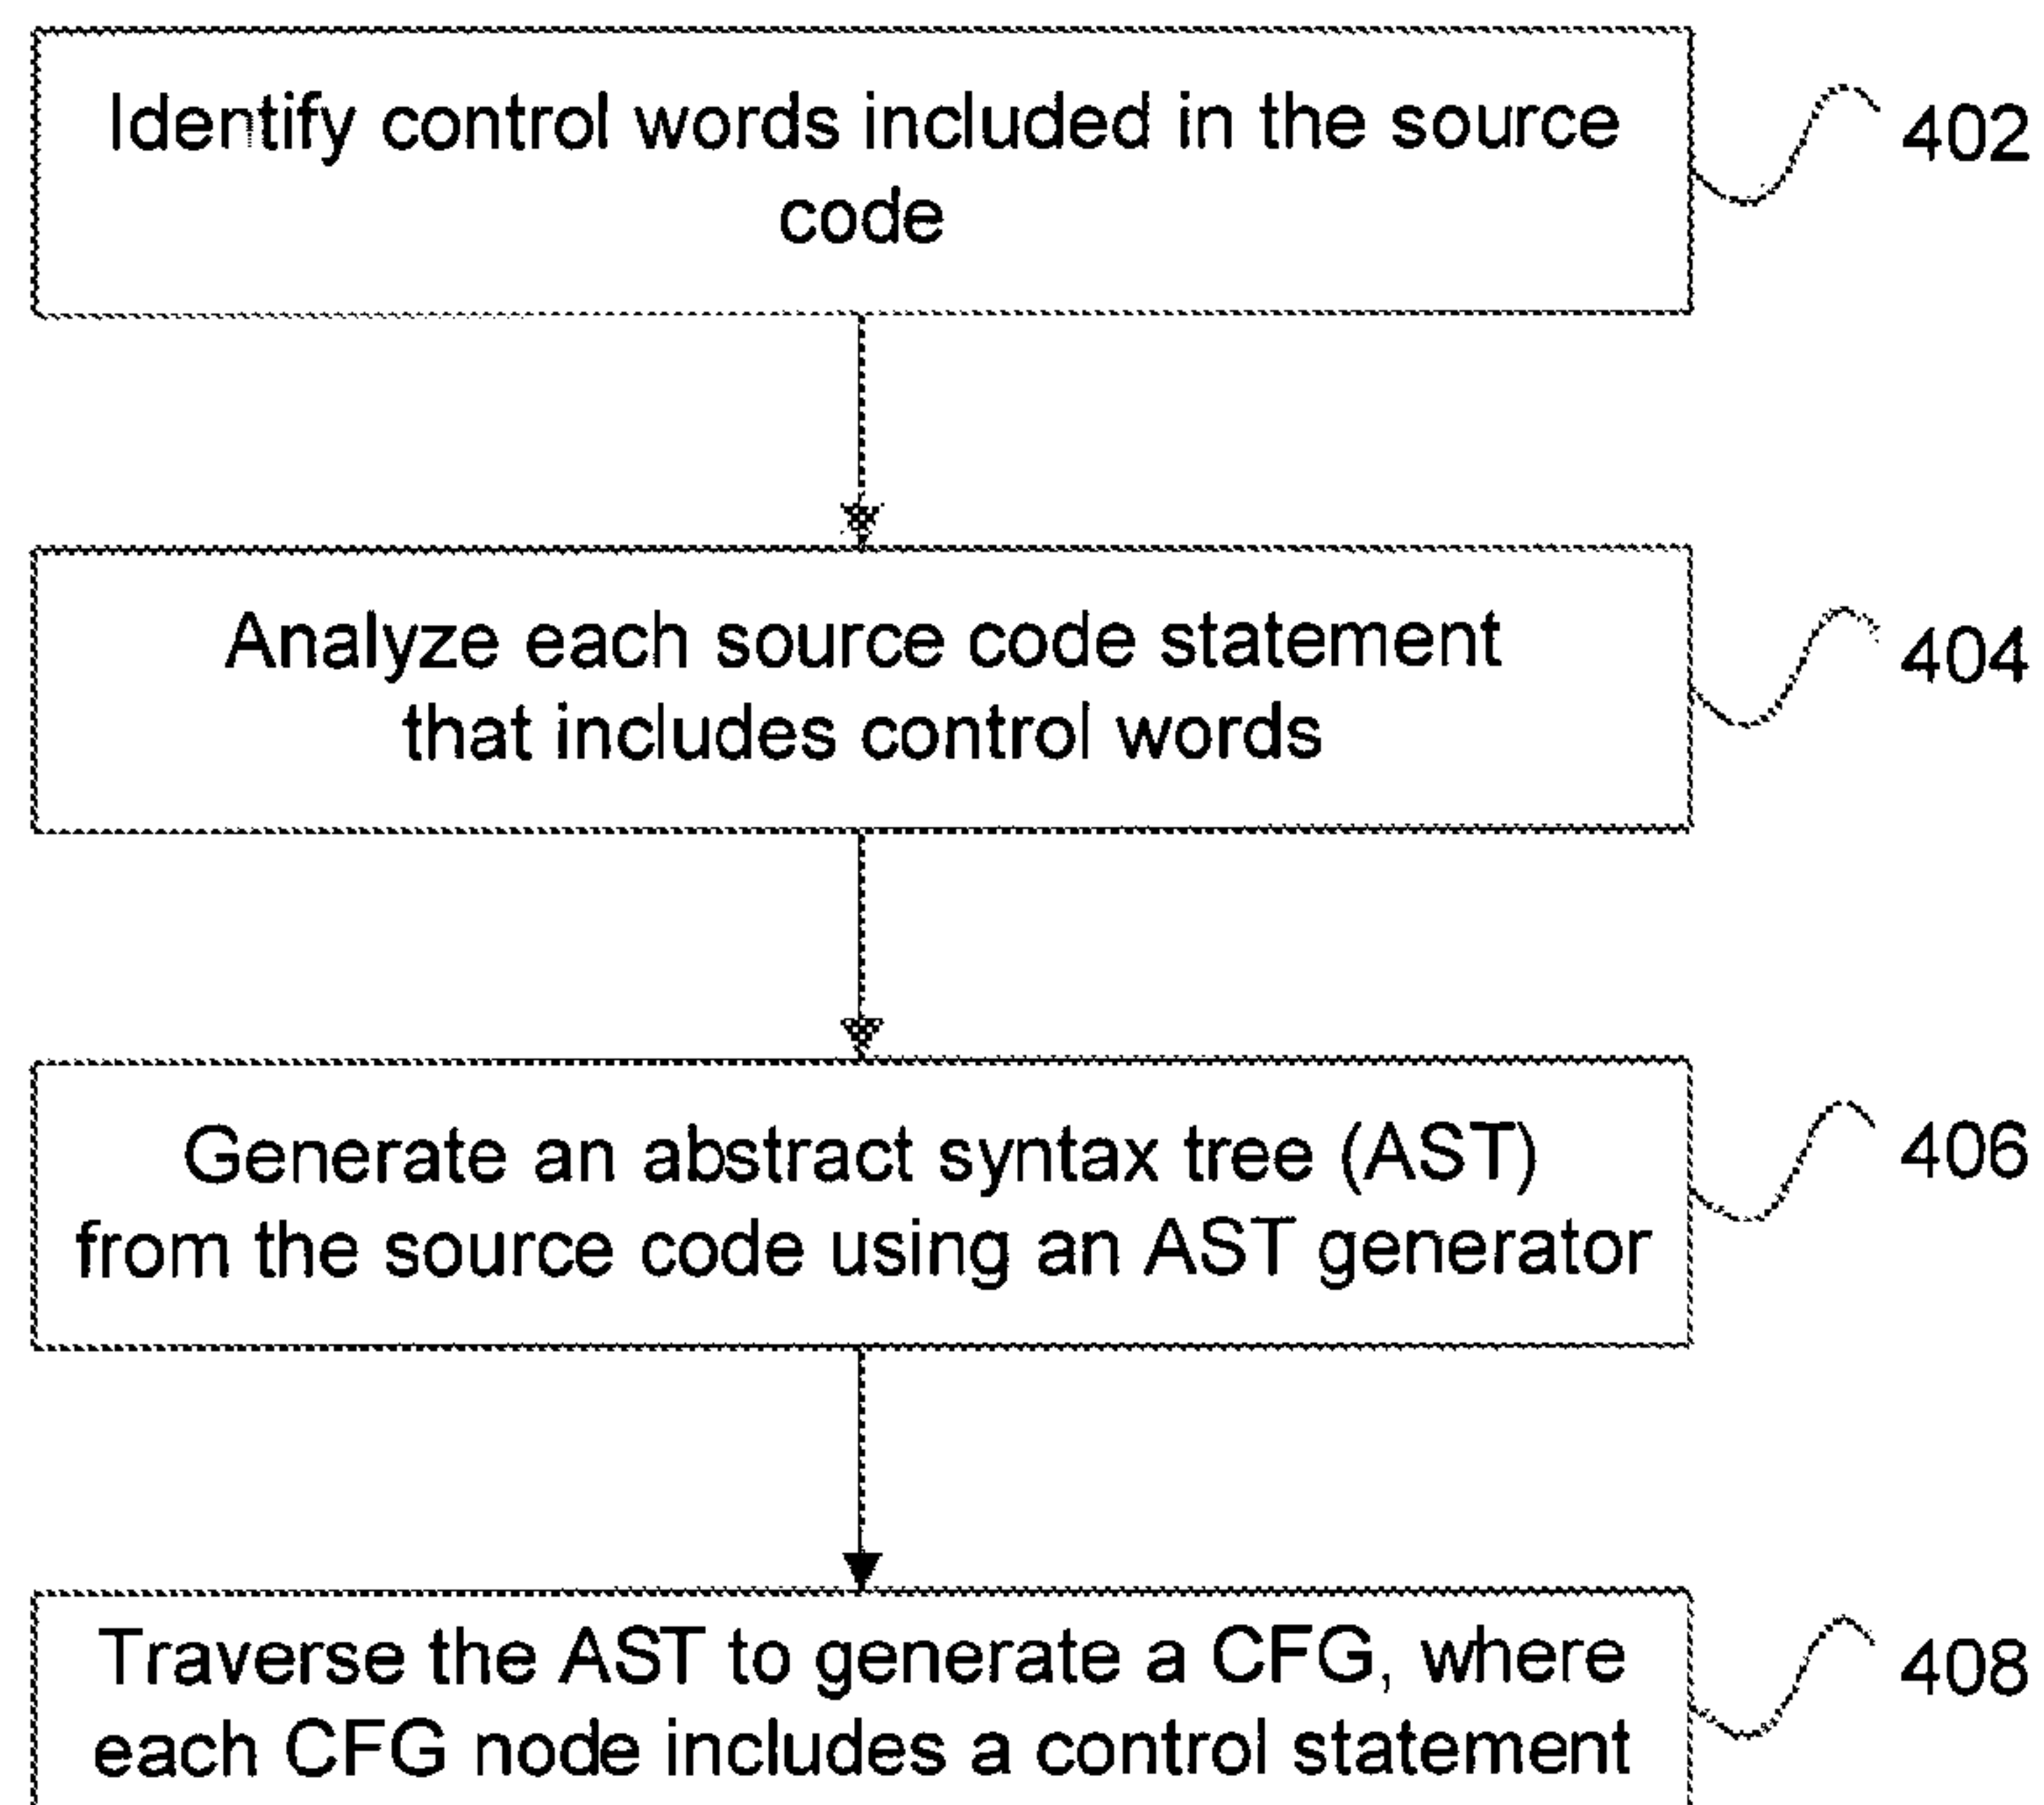 Identify control words included in the source
code
402
Analyze each source code statement
that includes control words
404
Generate an abstract syntax tree (AST)
from the source code using an AST generator
406
Traverse the AST to generate a CFG, where
each CFG node includes a control statement
408